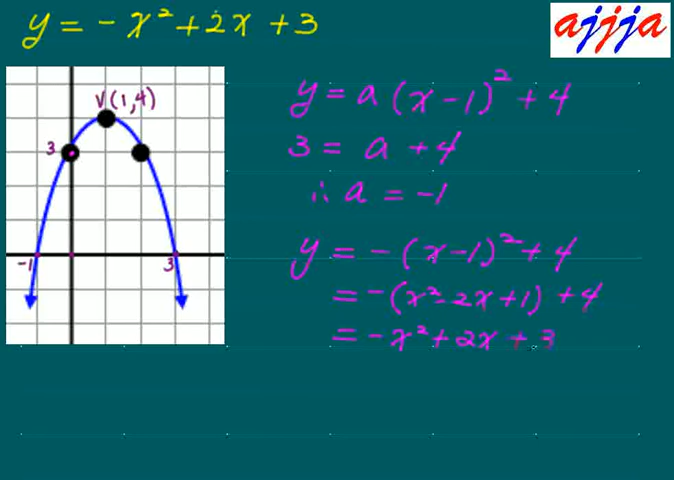 y = -x² + 2x + 3
ajjja
V(1,4)
3
-1
3
y = a(x-1)² + 4
3 = a + 4
∴ a = -1
y = -(x-1)² + 4
= -(x² - 2x + 1) + 4
= -x² + 2x + 3